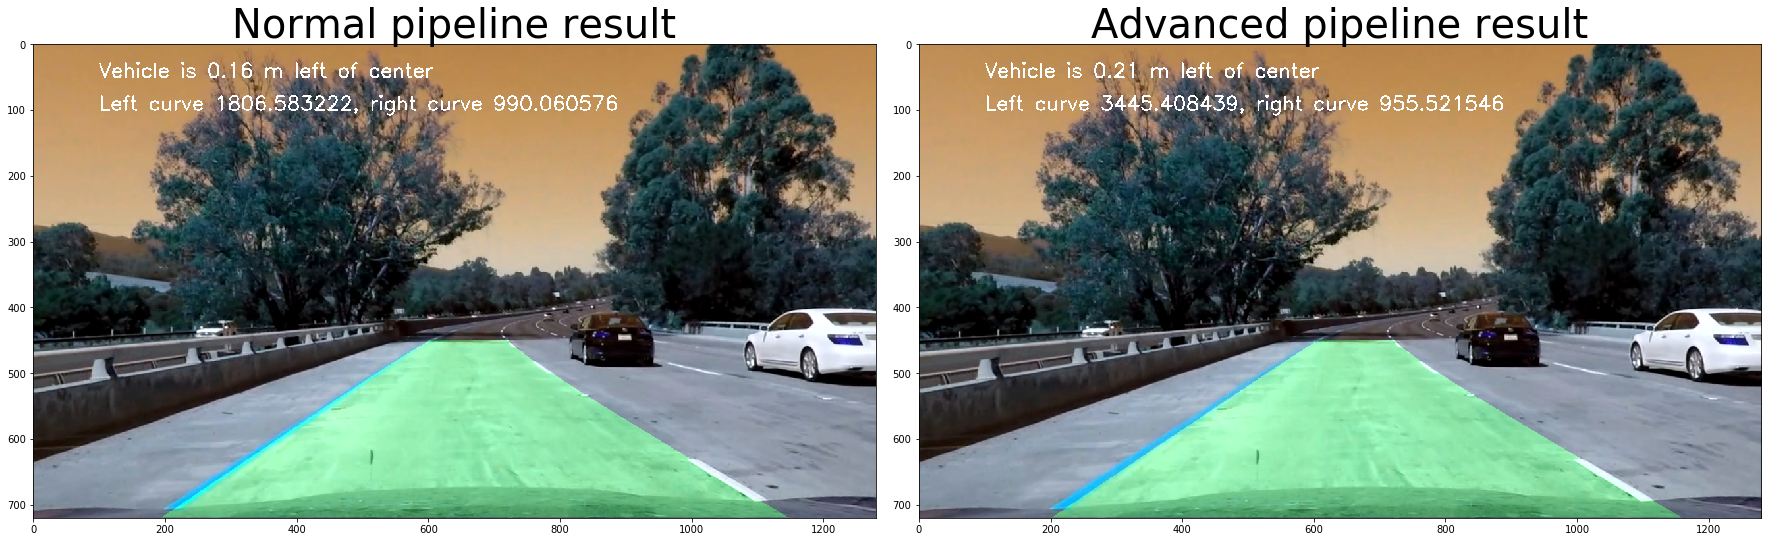 Normal pipeline result
Vehicle is 0.16 m left of center
Left curve 1806.583222, right curve 990.060576
0
100
200
300
400
500
600
700
0 200 400 600 800 1000 1200
Advanced pipeline result
Vehicle is 0.21 m left of center
Left curve 3445.408439, right curve 955.521546
0
100
200
300
400
500
600
700
0 200 400 600 800 1000 1200